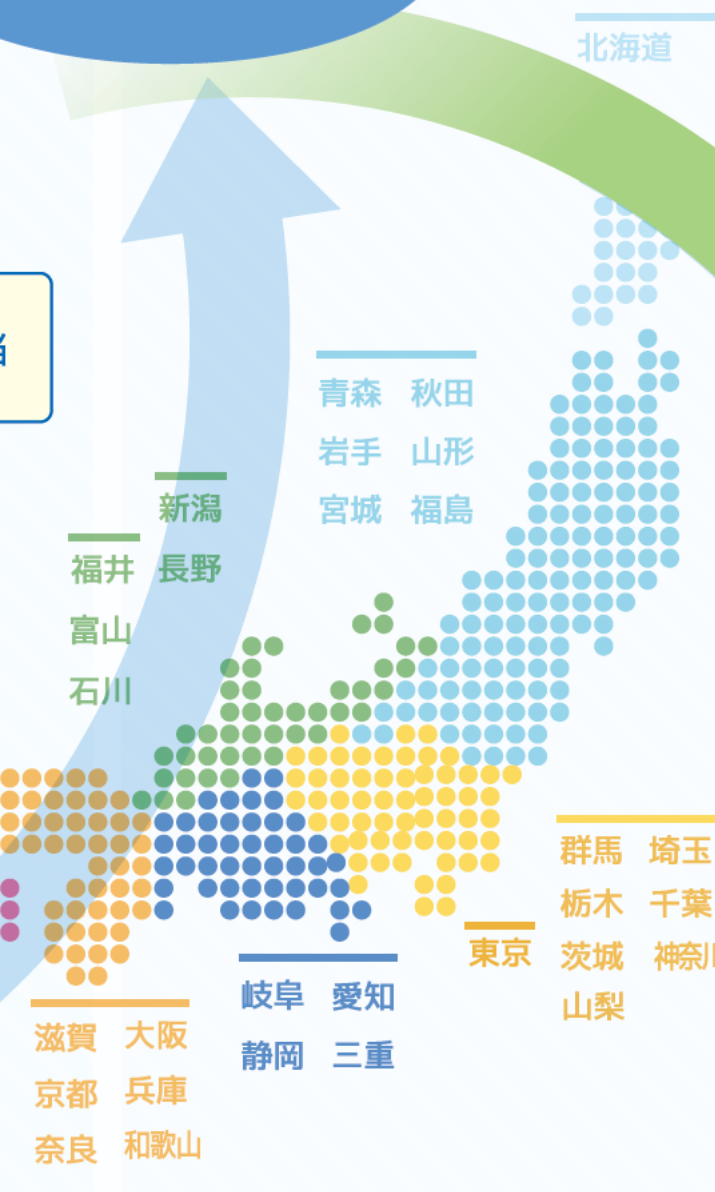 北海道
青森 秋田
岩手 山形
宮城 福島
新潟
長野
福井
富山
石川
群馬 埼玉
栃木 千葉
茨城 神奈川
山梨
東京
岐阜 愛知
静岡 三重
滋賀 大阪
京都 兵庫
奈良 和歌山